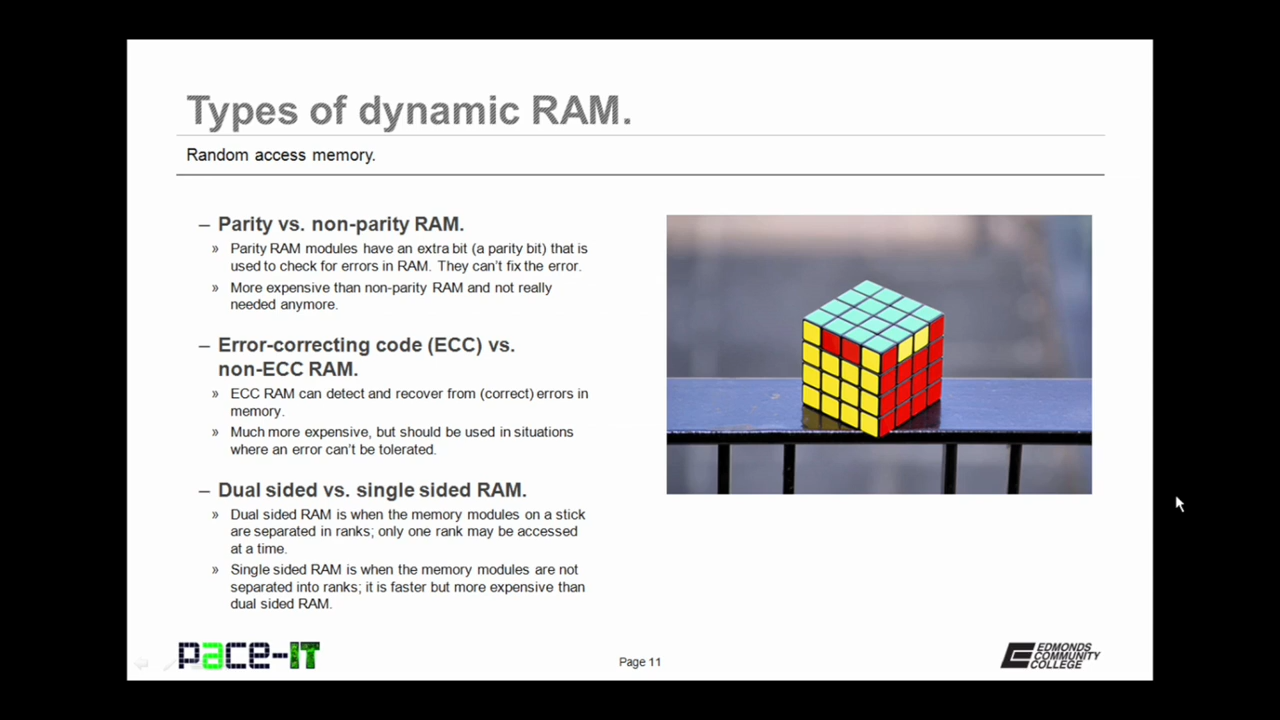 Types of dynamic RAM.
Random access memory.
– Parity vs. non-parity RAM.
» Parity RAM modules have an extra bit (a parity bit) that is
used to check for errors in RAM. They can't fix the error.
» More expensive than non-parity RAM and not really
needed anymore.
– Error-correcting code (ECC) vs.
non-ECC RAM.
» ECC RAM can detect and recover from (correct) errors in
memory.
» Much more expensive, but should be used in situations
where an error can't be tolerated.
– Dual sided vs. single sided RAM.
» Dual sided RAM is when the memory modules on a stick
are separated in ranks; only one rank may be accessed
at a time.
» Single sided RAM is when the memory modules are not
separated into ranks; it is faster but more expensive than
dual sided RAM.
pace-IT
Page 11
EDMONDS
COMMUNITY
COLLEGE